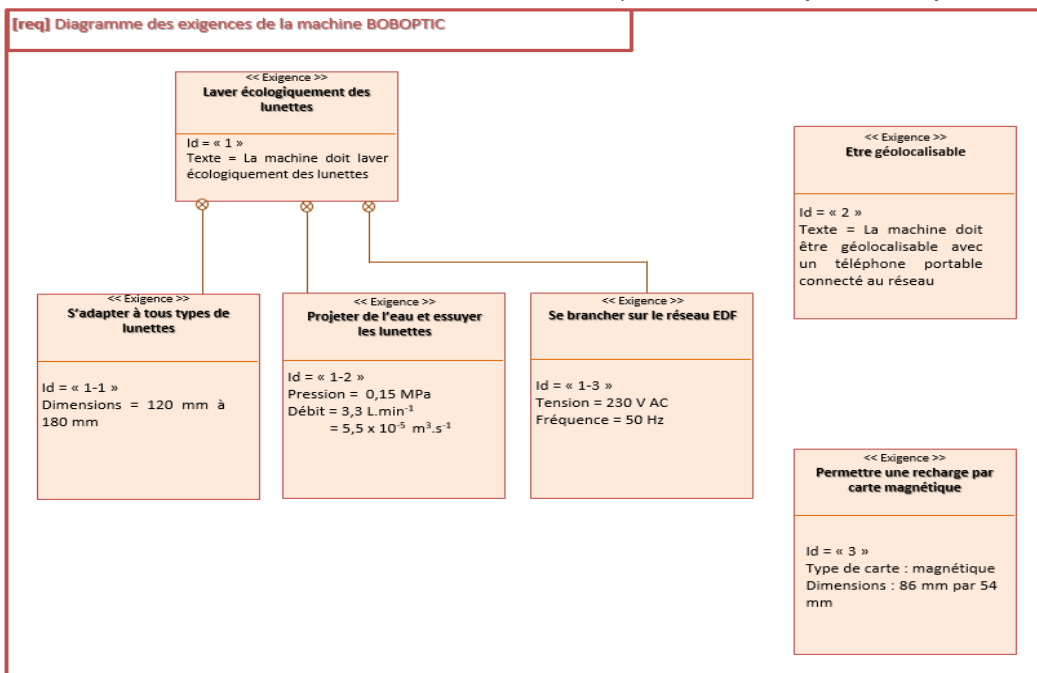 [req] Diagramme des exigences de la machine BOBOPTIC
<< Exigence >>
Laver écologiquement des
lunettes
Id = « 1 »
Texte = La machine doit laver
écologiquement des lunettes
<< Exigence >>
Etre géolocalisable
Id = « 2 »
Texte = La machine doit
être géolocalisable avec
un téléphone portable
connecté au réseau
<< Exigence >>
S'adapter à tous types de
lunettes
Id = « 1-1 »
Dimensions = 120 mm à
180 mm
<< Exigence >>
Projeter de l'eau et essuyer
les lunettes
Id = « 1-2 »
Pression = 0,15 MPa
Débit = 3,3 L.min⁻¹
= 5,5 x 10⁻⁵ m³.s⁻¹
<< Exigence >>
Se brancher sur le réseau EDF
Id = « 1-3 »
Tension = 230 V AC
Fréquence = 50 Hz
<< Exigence >>
Permettre une recharge par
carte magnétique
Id = « 3 »
Type de carte : magnétique
Dimensions : 86 mm par 54
mm